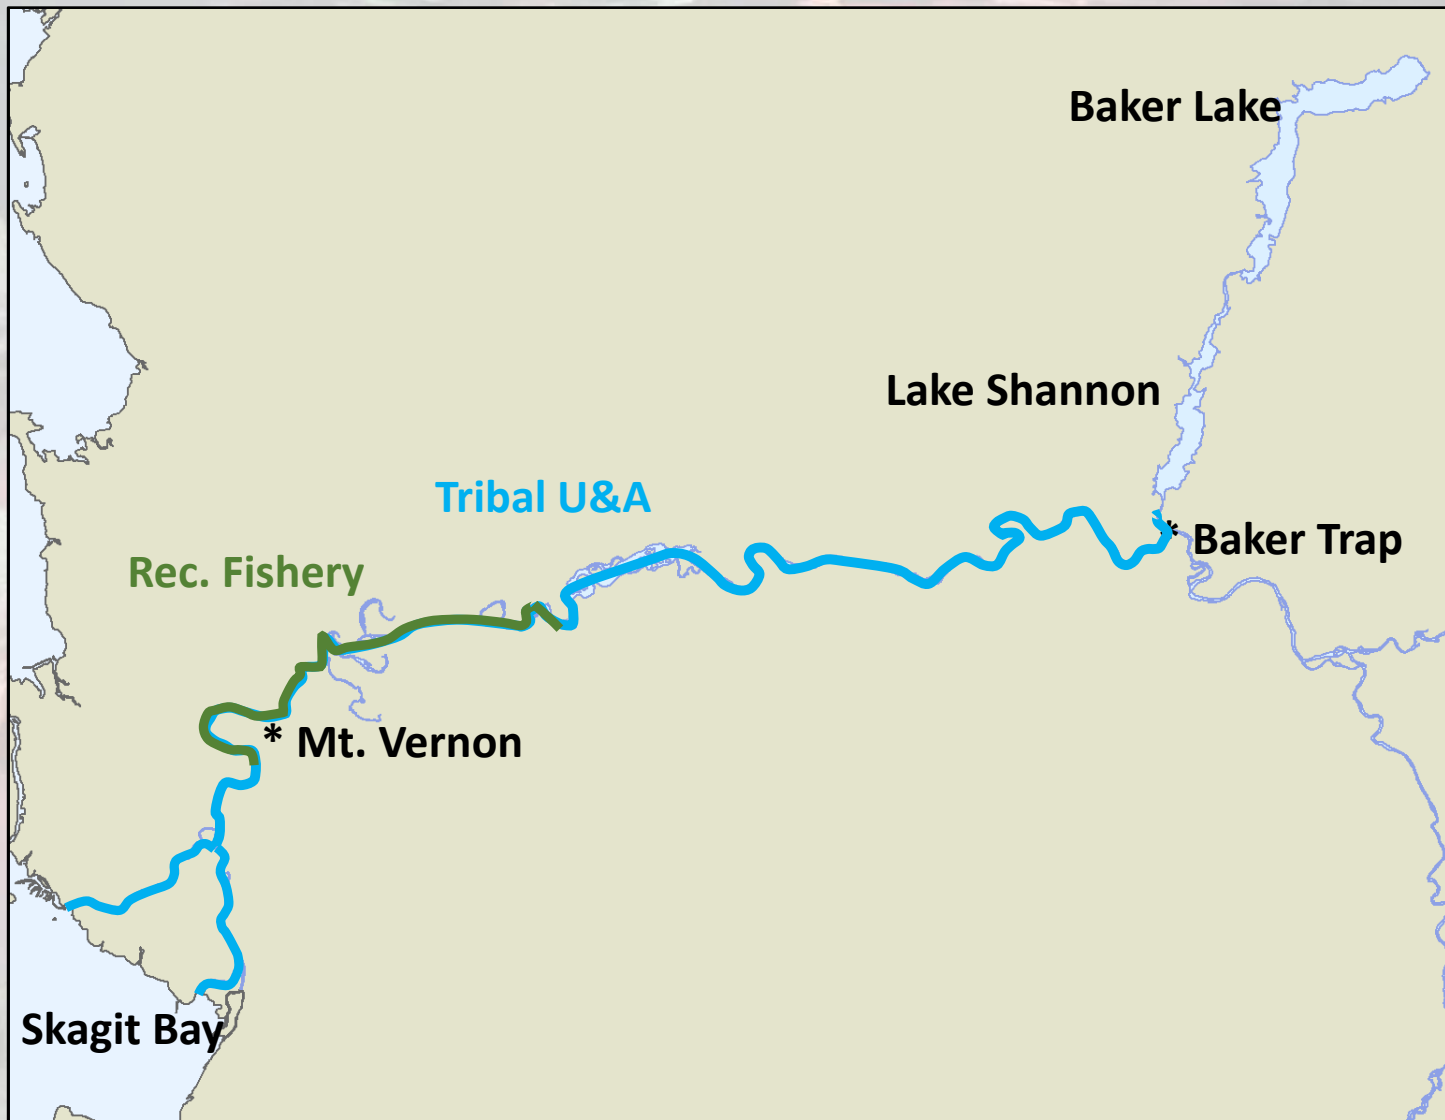 Baker Lake
Lake Shannon
Tribal U&A
* Baker Trap
Rec. Fishery
* Mt. Vernon
Skagit Bay